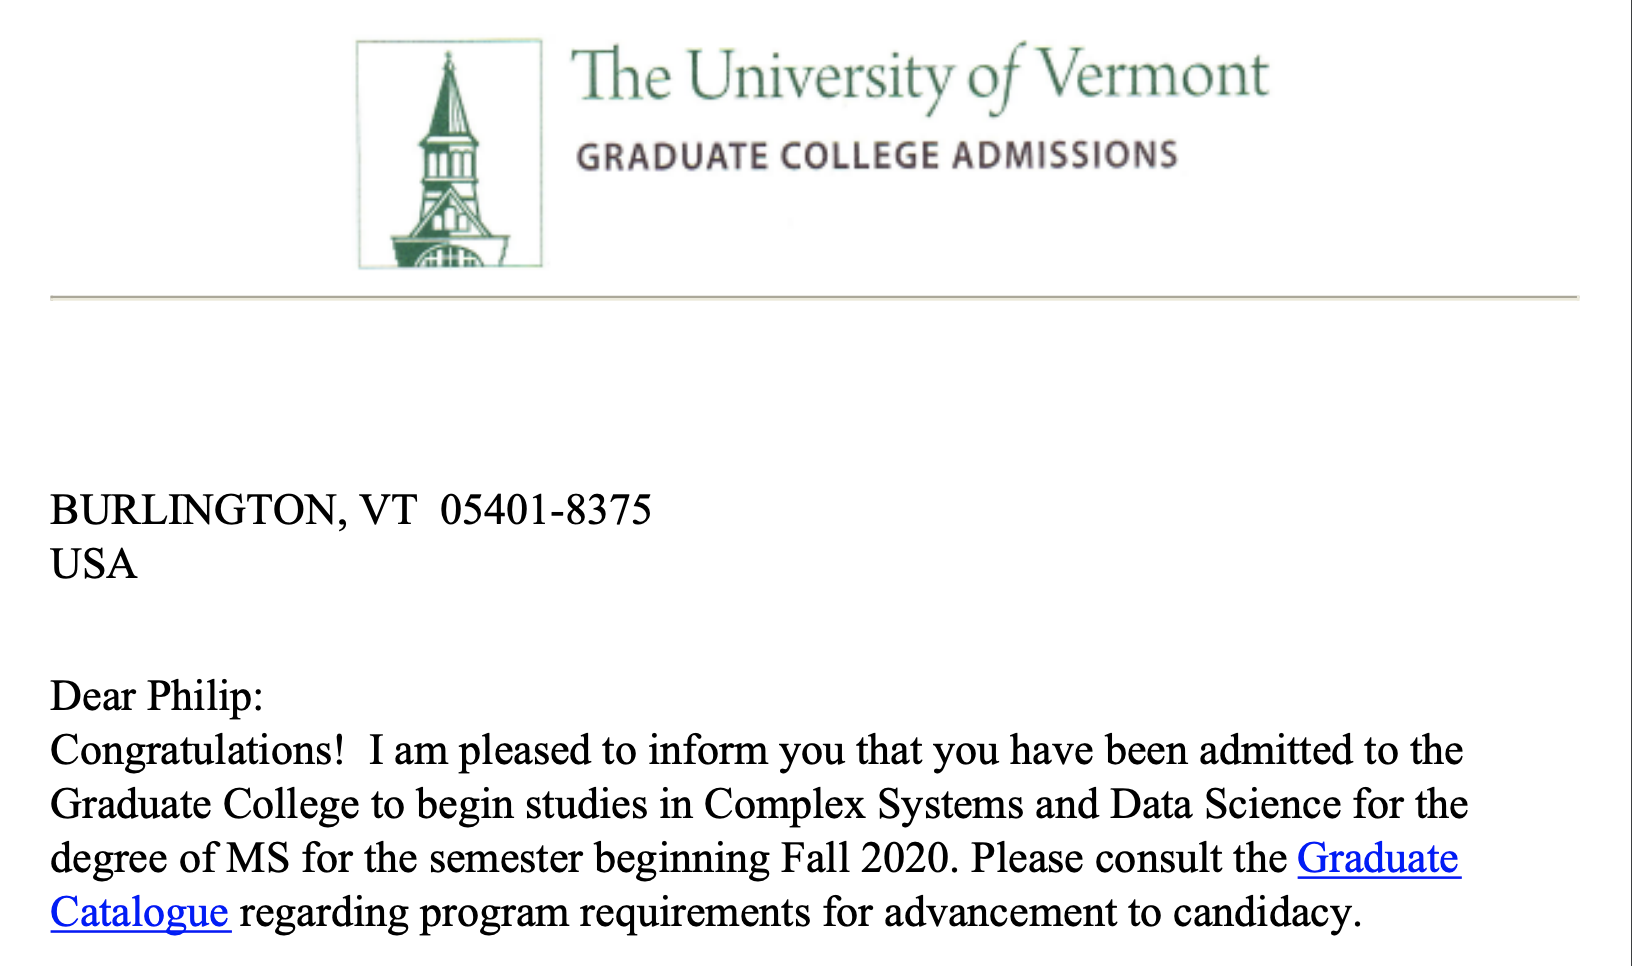 The University of Vermont
GRADUATE COLLEGE ADMISSIONS
BURLINGTON, VT  05401-8375
USA
Dear Philip:
Congratulations!  I am pleased to inform you that you have been admitted to the
Graduate College to begin studies in Complex Systems and Data Science for the
degree of MS for the semester beginning Fall 2020. Please consult the Graduate
Catalogue regarding program requirements for advancement to candidacy.